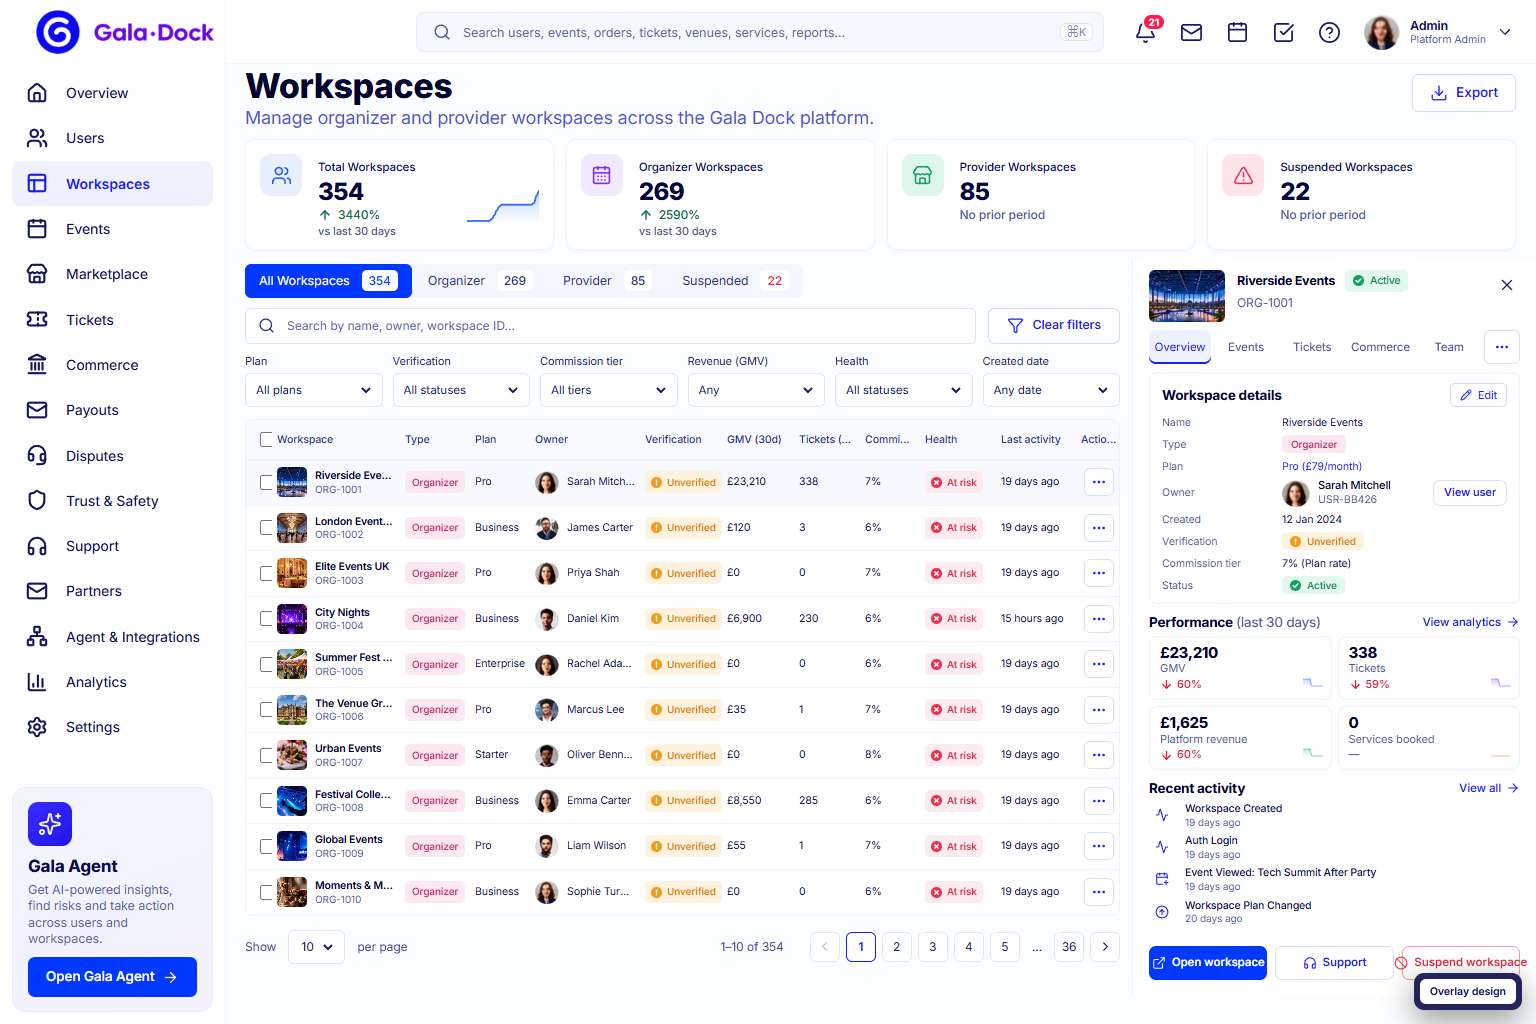 Gala·Dock
Search users, events, orders, tickets, venues, services, reports...
⌘K
21
Admin
Platform Admin
Overview
Users
Workspaces
Events
Marketplace
Tickets
Commerce
Payouts
Disputes
Trust & Safety
Support
Partners
Agent & Integrations
Analytics
Settings
Gala Agent
Get AI-powered insights,
find risks and take action
across users and
workspaces.
Open Gala Agent
Workspaces
Manage organizer and provider workspaces across the Gala Dock platform.
Export
Total Workspaces
354
3440%
vs last 30 days
Organizer Workspaces
269
2590%
vs last 30 days
Provider Workspaces
85
No prior period
Suspended Workspaces
22
No prior period
All Workspaces 354
Organizer 269
Provider 85
Suspended 22
Search by name, owner, workspace ID...
Clear filters
Plan Verification Commission tier Revenue (GMV) Health Created date
All plans All statuses All tiers Any All statuses Any date
Workspace Type Plan Owner Verification GMV (30d) Tickets (... Commi... Health Last activity Actio...
Riverside Eve... ORG-1001 Organizer Pro Sarah Mitch... Unverified £23,210 338 7% At risk 19 days ago
London Event... ORG-1002 Organizer Business James Carter Unverified £120 3 6% At risk 19 days ago
Elite Events UK ORG-1003 Organizer Pro Priya Shah Unverified £0 0 7% At risk 19 days ago
City Nights ORG-1004 Organizer Business Daniel Kim Unverified £6,900 230 6% At risk 15 hours ago
Summer Fest ... ORG-1005 Organizer Enterprise Rachel Ada... Unverified £0 0 6% At risk 19 days ago
The Venue Gr... ORG-1006 Organizer Pro Marcus Lee Unverified £35 1 7% At risk 19 days ago
Urban Events ORG-1007 Organizer Starter Oliver Benn... Unverified £0 0 8% At risk 19 days ago
Festival Colle... ORG-1008 Organizer Business Emma Carter Unverified £8,550 285 6% At risk 19 days ago
Global Events ORG-1009 Organizer Pro Liam Wilson Unverified £55 1 7% At risk 19 days ago
Moments & M... ORG-1010 Organizer Business Sophie Tur... Unverified £0 0 6% At risk 19 days ago
Show 10 per page
1–10 of 354
1 2 3 4 5 ... 36
Riverside Events Active
ORG-1001
Overview Events Tickets Commerce Team
Workspace details Edit
Name Riverside Events
Type Organizer
Plan Pro (£79/month)
Owner Sarah Mitchell USR-BB426 View user
Created 12 Jan 2024
Verification Unverified
Commission tier 7% (Plan rate)
Status Active
Performance (last 30 days) View analytics
£23,210
GMV
60%
338
Tickets
59%
£1,625
Platform revenue
60%
0
Services booked
—
Recent activity View all
Workspace Created
19 days ago
Auth Login
19 days ago
Event Viewed: Tech Summit After Party
19 days ago
Workspace Plan Changed
20 days ago
Open workspace Support Suspend workspace
Overlay design